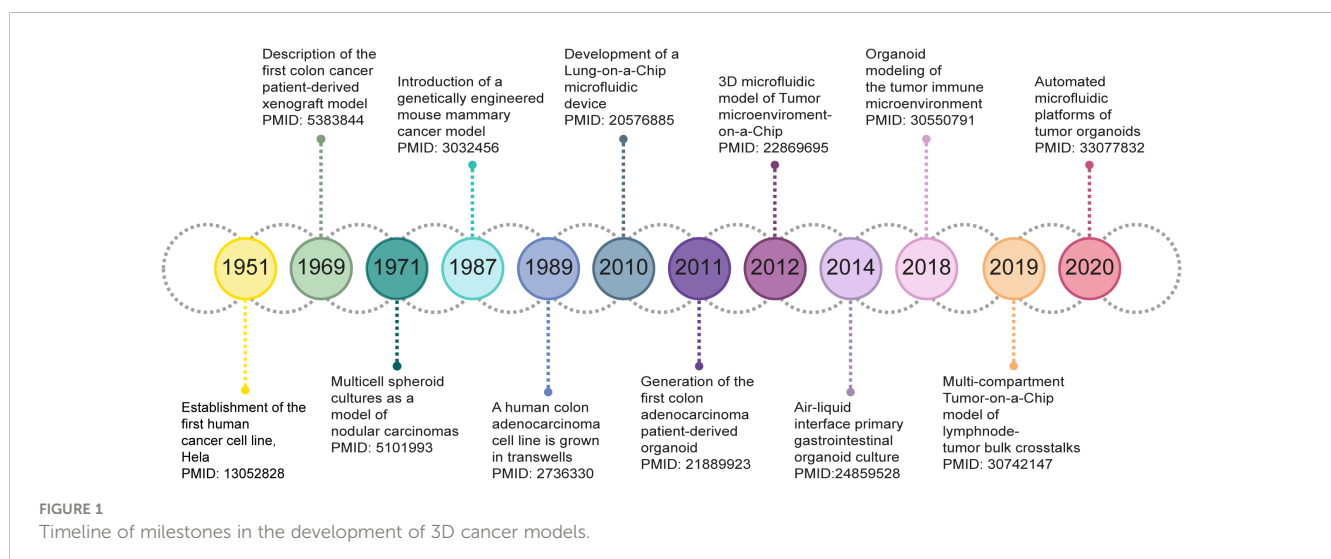 Description of the
first colon cancer
patient-derived
xenograft model
PMID: 5383844
Introduction of a
genetically engineered
mouse mammary
cancer model
PMID: 3032456
Development of a
Lung-on-a-Chip
microfluidic
device
PMID: 20576885
3D microfluidic
model of Tumor
microenviroment-
on-a-Chip
PMID: 22869695
Organoid
modeling of
the tumor immune
microenvironment
PMID: 30550791
Automated
microfluidic
platforms of
tumor organoids
PMID: 33077832
1951 1969 1971 1987 1989 2010 2011 2012 2014 2018 2019 2020
Establishment of the
first human
cancer cell line,
Hela
PMID: 13052828
Multicell spheroid
cultures as a
model of
nodular carcinomas
PMID: 5101993
A human colon
adenocarcinoma
cell line is grown
in transwells
PMID: 2736330
Generation of the
first colon
adenocarcinoma
patient-derived
organoid
PMID: 21889923
Air-liquid
interface primary
gastrointestinal
organoid culture
PMID:24859528
Multi-compartment
Tumor-on-a-Chip
model of
lymphnode-
tumor bulk crosstalks
PMID: 30742147
FIGURE 1
Timeline of milestones in the development of 3D cancer models.